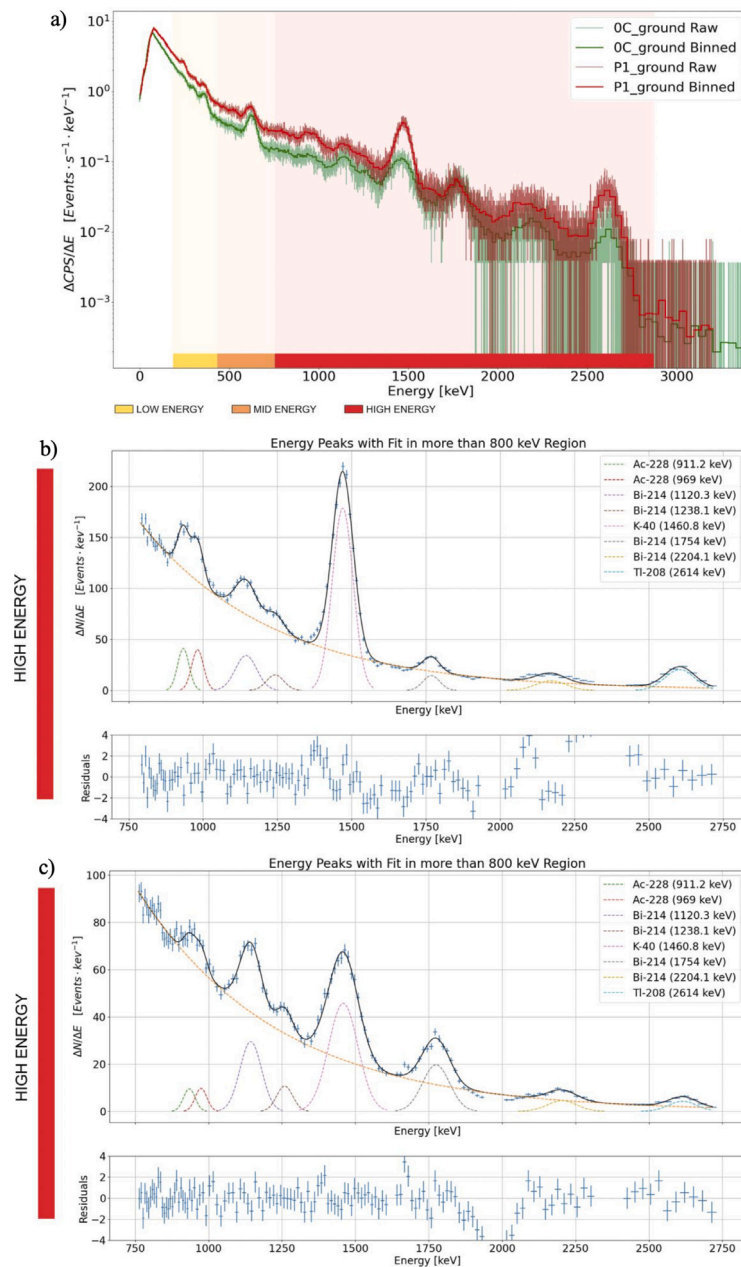 a)
10¹
10⁰
10⁻¹
10⁻²
10⁻³
ΔCPS/ΔE [Events · s⁻¹ · keV⁻¹]
0C_ground Raw
0C_ground Binned
P1_ground Raw
P1_ground Binned
0 500 1000 1500 2000 2500 3000
Energy [keV]
LOW ENERGY MID ENERGY HIGH ENERGY
b)
Energy Peaks with Fit in more than 800 keV Region
HIGH ENERGY
200
150
100
50
0
ΔN/ΔE [Events · kev⁻¹]
Ac-228 (911.2 keV)
Ac-228 (969 keV)
Bi-214 (1120.3 keV)
Bi-214 (1238.1 keV)
K-40 (1460.8 keV)
Bi-214 (1754 keV)
Bi-214 (2204.1 keV)
Tl-208 (2614 keV)
Energy [keV]
Residuals
4
2
0
−2
−4
750 1000 1250 1500 1750 2000 2250 2500 2750
c)
Energy Peaks with Fit in more than 800 keV Region
HIGH ENERGY
100
80
60
40
20
0
ΔN/ΔE [Events · kev⁻¹]
Ac-228 (911.2 keV)
Ac-228 (969 keV)
Bi-214 (1120.3 keV)
Bi-214 (1238.1 keV)
K-40 (1460.8 keV)
Bi-214 (1754 keV)
Bi-214 (2204.1 keV)
Tl-208 (2614 keV)
Energy [keV]
Residuals
4
2
0
−2
−4
750 1000 1250 1500 1750 2000 2250 2500 2750